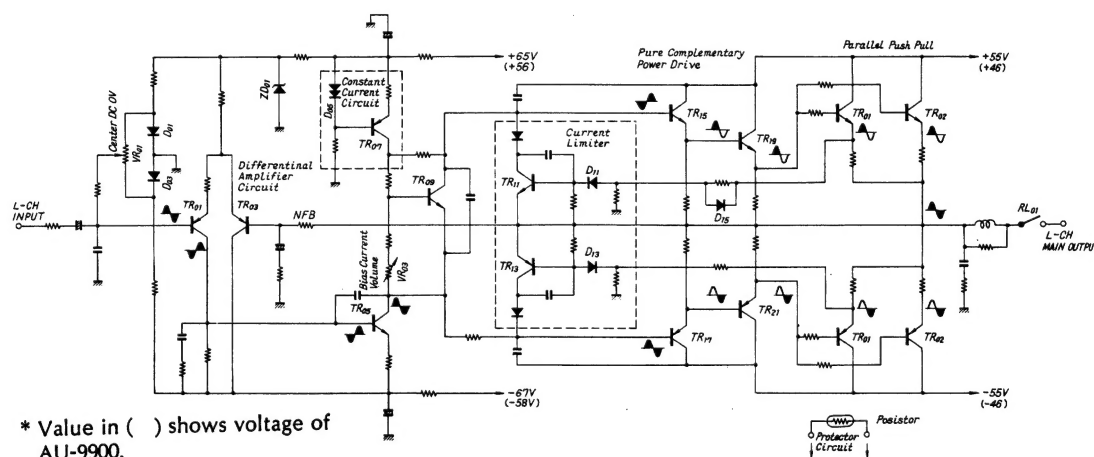 +65V
(+56)
Pure Complementary
Power Drive
Parallel Push Pull
+55V
(+46)
Constant
Current
Circuit
ZD01
D05
TR07
Center DC 0V
VR01
D01
D03
TR15
TR19
TR01
TR02
Current
Limiter
Differentinal
Amplifier
Circuit
TR09
TR11
D11
D15
L-CH
INPUT
TR01
TR03
NFB
RL01
L-CH
MAIN OUTPU
Bias Current
Volume
VR03
TR13
D13
TR05
TR17
TR21
TR01
TR02
-67V
(-58V)
-55V
(-46)
* Value in ( ) shows voltage of
AU-9900.
Posistor
Protector
Circuit